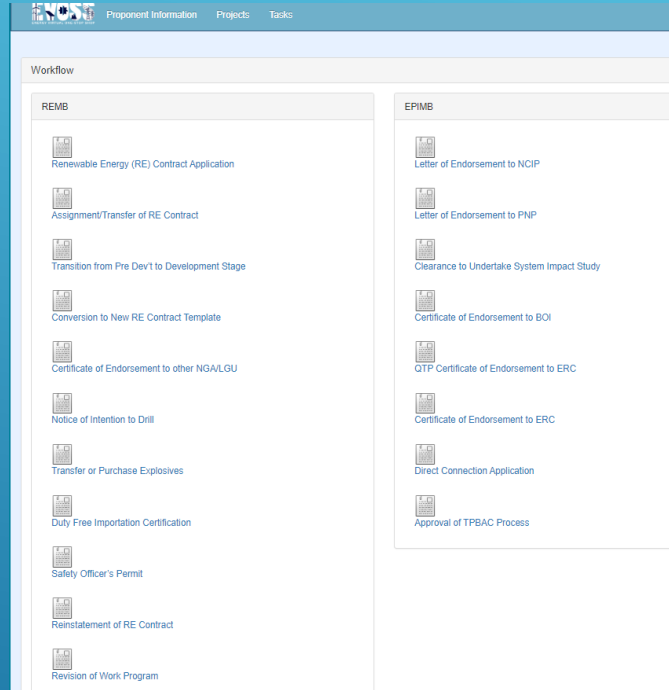 EVOSS
Proponent Information Projects Tasks
Workflow
REMB
Renewable Energy (RE) Contract Application
Assignment/Transfer of RE Contract
Transition from Pre Dev't to Development Stage
Conversion to New RE Contract Template
Certificate of Endorsement to other NGA/LGU
Notice of Intention to Drill
Transfer or Purchase Explosives
Duty Free Importation Certification
Safety Officer's Permit
Reinstatement of RE Contract
Revision of Work Program
EPIMB
Letter of Endorsement to NCIP
Letter of Endorsement to PNP
Clearance to Undertake System Impact Study
Certificate of Endorsement to BOI
QTP Certificate of Endorsement to ERC
Certificate of Endorsement to ERC
Direct Connection Application
Approval of TPBAC Process